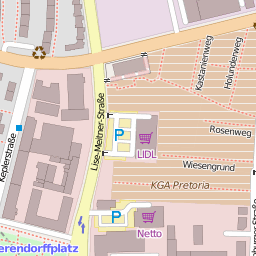 Kastanienweg
Holunderweg
Lise-Meitner-Straße
Keplerstraße
P
LIDL
Rosenweg
Wiesengrund
KGA Pretoria
P
Netto
erendorffplatz